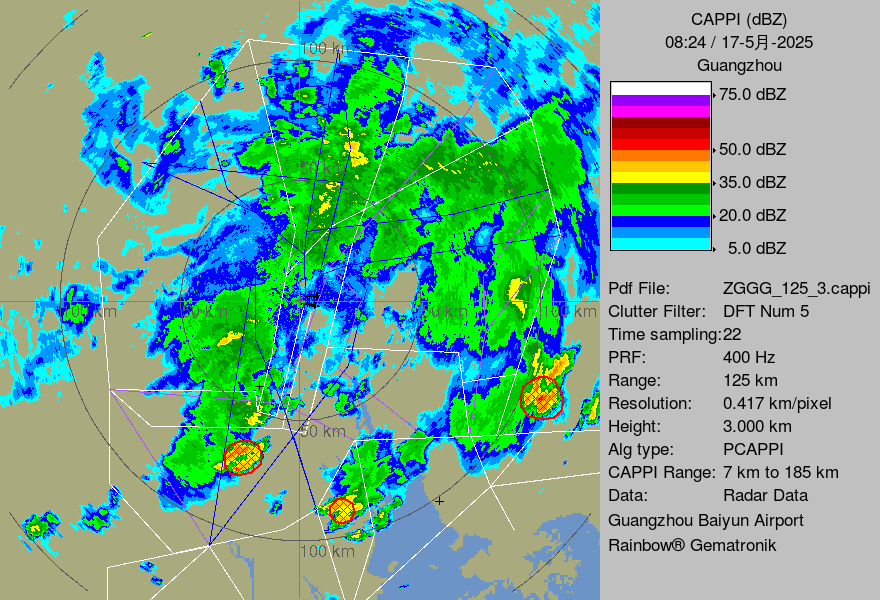 CAPPI (dBZ)
08:24 / 17-5月-2025
Guangzhou
75.0 dBZ
50.0 dBZ
35.0 dBZ
20.0 dBZ
5.0 dBZ
Pdf File: ZGGG_125_3.cappi
Clutter Filter: DFT Num 5
Time sampling:22
PRF: 400 Hz
Range: 125 km
Resolution: 0.417 km/pixel
Height: 3.000 km
Alg type: PCAPPI
CAPPI Range: 7 km to 185 km
Data: Radar Data
Guangzhou Baiyun Airport
Rainbow® Gematronik
100 km
50 km
100 km
50 km
50 km
100 km
50 km
100 km